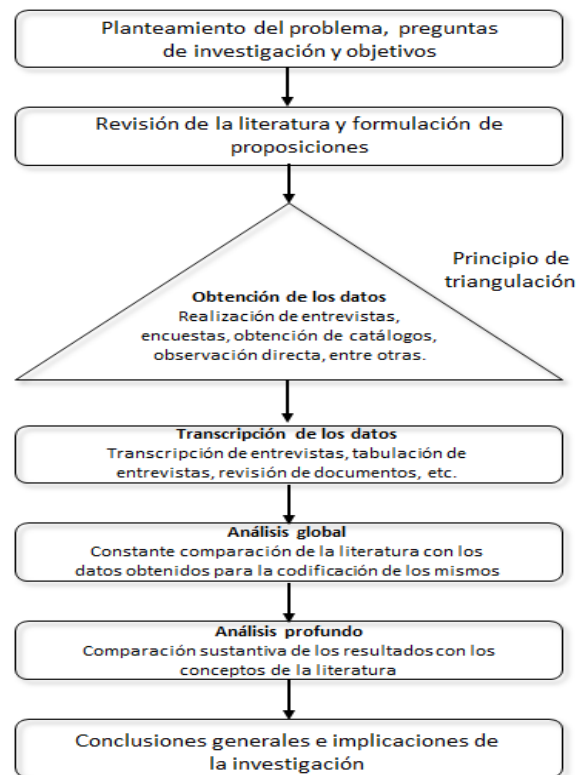 Planteamiento del problema, preguntas
de investigación y objetivos
Revisión de la literatura y formulación de
proposiciones
Principio de
triangulación
Obtención de los datos
Realización de entrevistas,
encuestas, obtención de catálogos,
observación directa, entre otras.
Transcripción de los datos
Transcripción de entrevistas, tabulación de
entrevistas, revisión de documentos, etc.
Análisis global
Constante comparación de la literatura con los
datos obtenidos para la codificación de los mismos
Análisis profundo
Comparación sustantiva de los resultados con los
conceptos de la literatura
Conclusiones generales e implicaciones de
la investigación